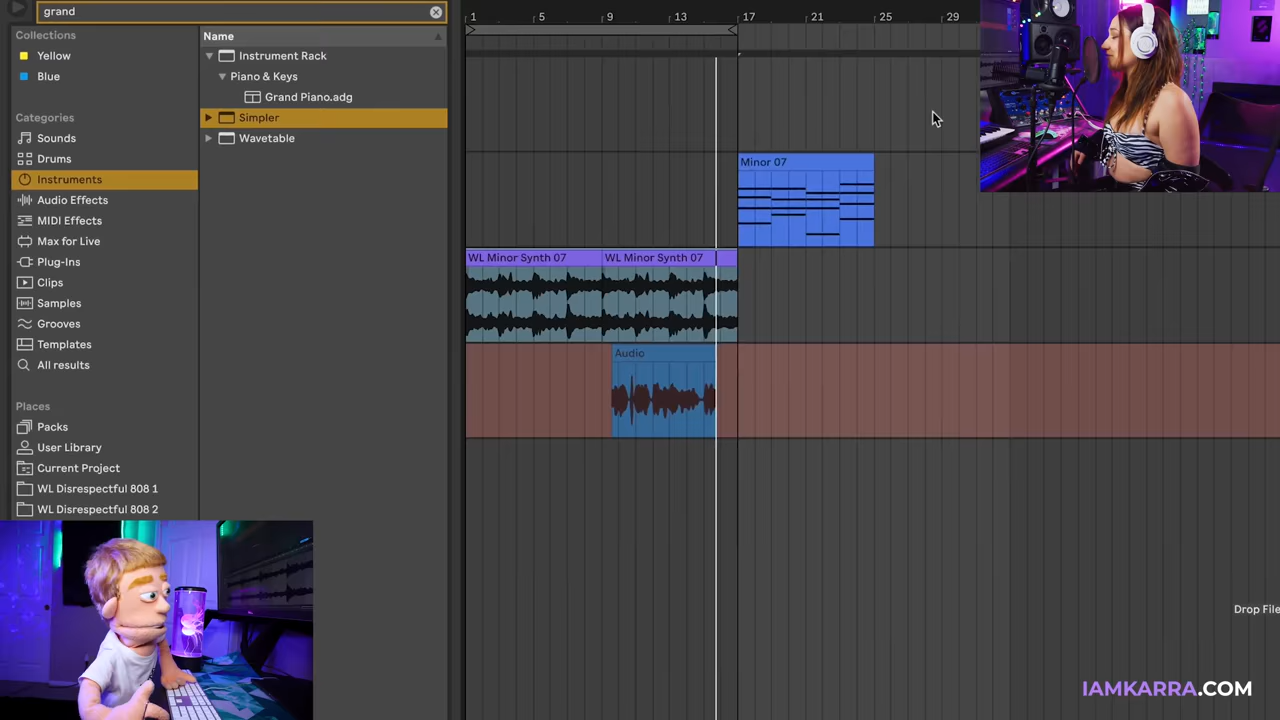 grand
Collections
Yellow
Blue
Categories
Sounds
Drums
Instruments
Audio Effects
MIDI Effects
Max for Live
Plug-Ins
Clips
Samples
Grooves
Templates
All results
Places
Packs
User Library
Current Project
WL Disrespectful 808 1
WL Disrespectful 808 2
Name
Instrument Rack
Piano & Keys
Grand Piano.adg
Simpler
Wavetable
1 5 9 13 17 21 25 29
Minor 07
WL Minor Synth 07 WL Minor Synth 07
Audio
Drop File
IAMKARRA.COM